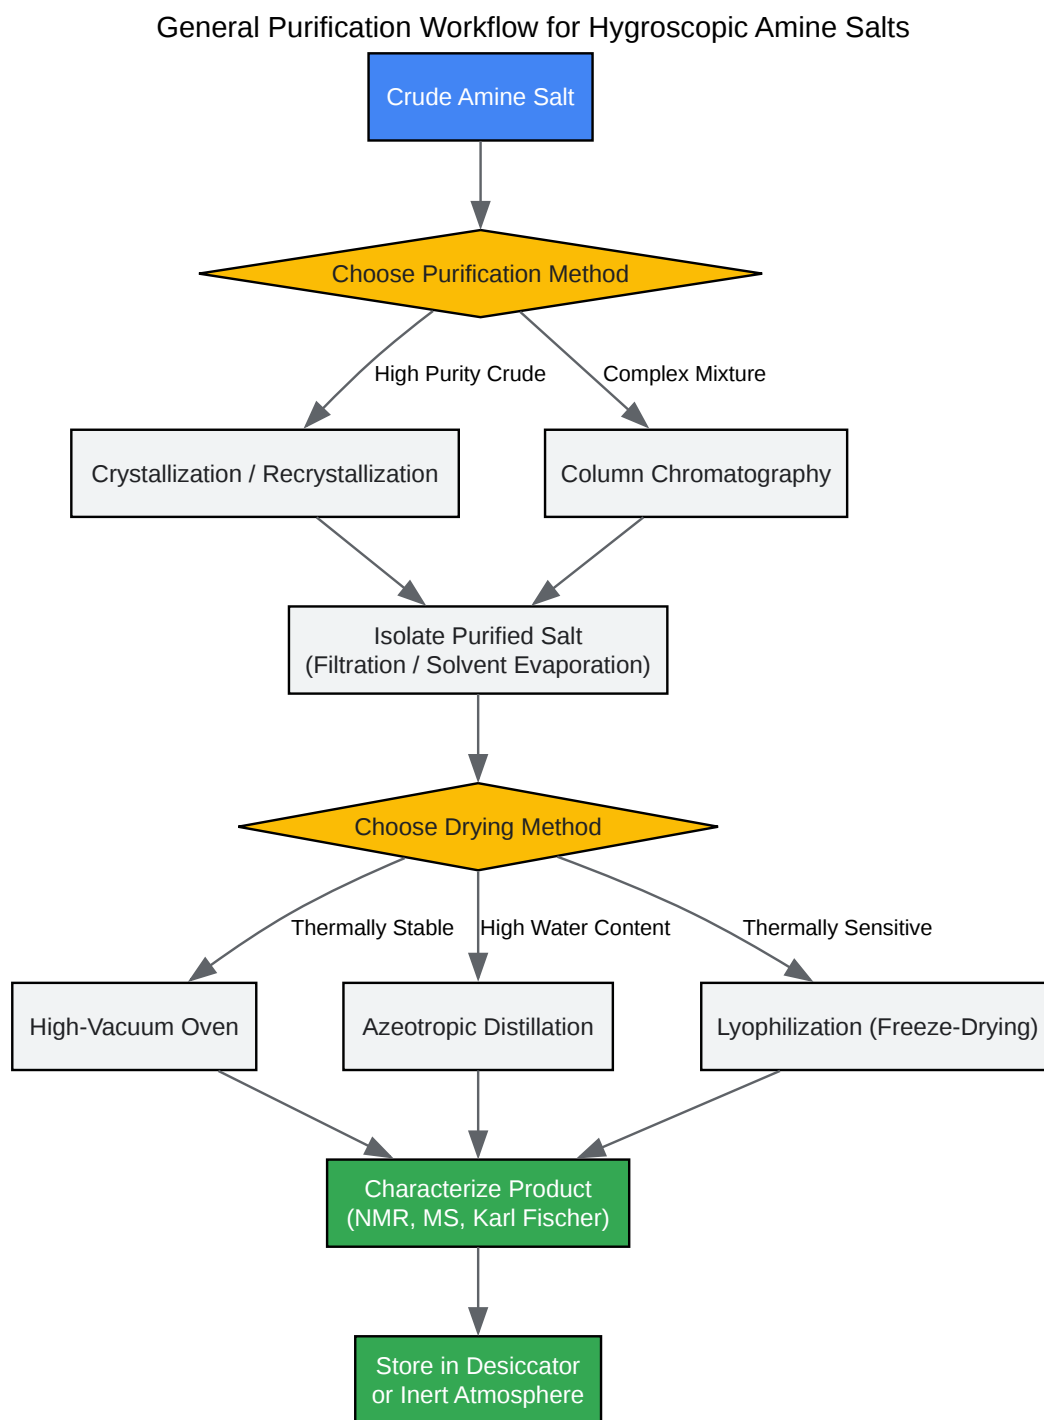 General Purification Workflow for Hygroscopic Amine Salts
Crude Amine Salt
Choose Purification Method
High Purity Crude
Complex Mixture
Crystallization / Recrystallization
Column Chromatography
Isolate Purified Salt
(Filtration / Solvent Evaporation)
Choose Drying Method
Thermally Stable
High Water Content
Thermally Sensitive
High-Vacuum Oven
Azeotropic Distillation
Lyophilization (Freeze-Drying)
Characterize Product
(NMR, MS, Karl Fischer)
Store in Desiccator
or Inert Atmosphere